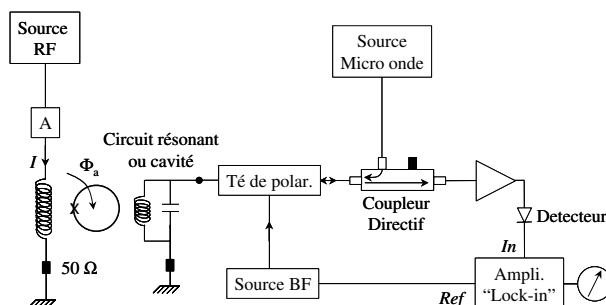 Source
RF
Source
Micro onde
A
Circuit résonant
ou cavité
I
Φa
Té de polar.
Coupleur
Directif
Detecteur
In
50 Ω
Source BF
Ref
Ampli.
“Lock-in”